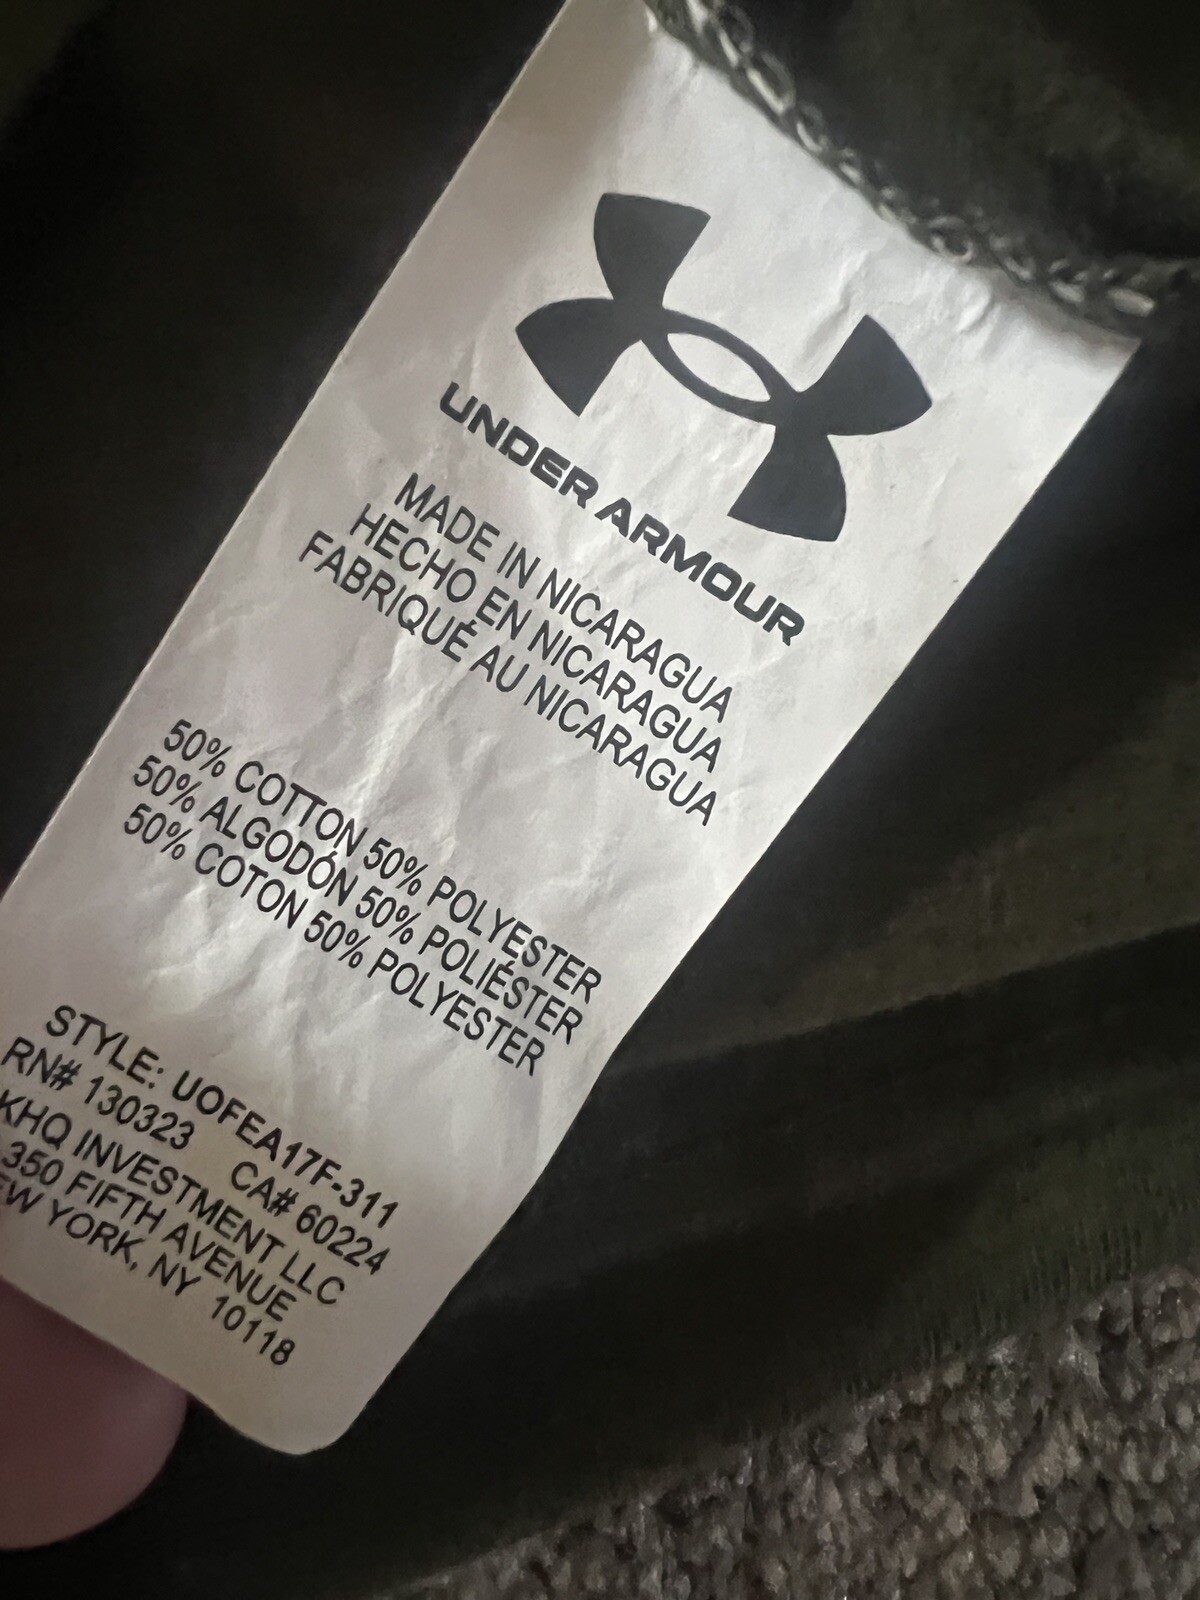 UNDER ARMOUR
MADE IN NICARAGUA
HECHO EN NICARAGUA
FABRIQUÉ AU NICARAGUA
50% COTTON 50% POLYESTER
50% ALGODÓN 50% POLIÉSTER
50% COTON 50% POLYESTER
STYLE: UOFEA17F-311
RN# 130323 CA# 60224
KHQ INVESTMENT LLC
350 FIFTH AVENUE
EW YORK, NY 10118